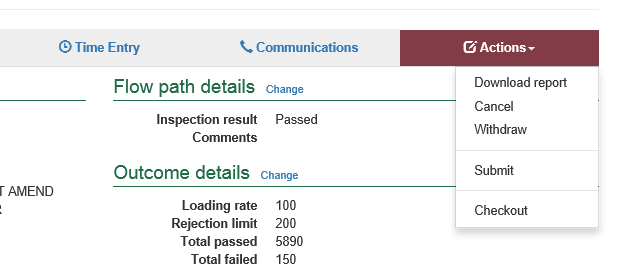 Time Entry
Communications
Actions
Download report
Cancel
Withdraw
Submit
Checkout
Flow path details Change
Inspection result Passed
Comments
Outcome details Change
T AMEND
Loading rate 100
Rejection limit 200
Total passed 5890
Total failed 150